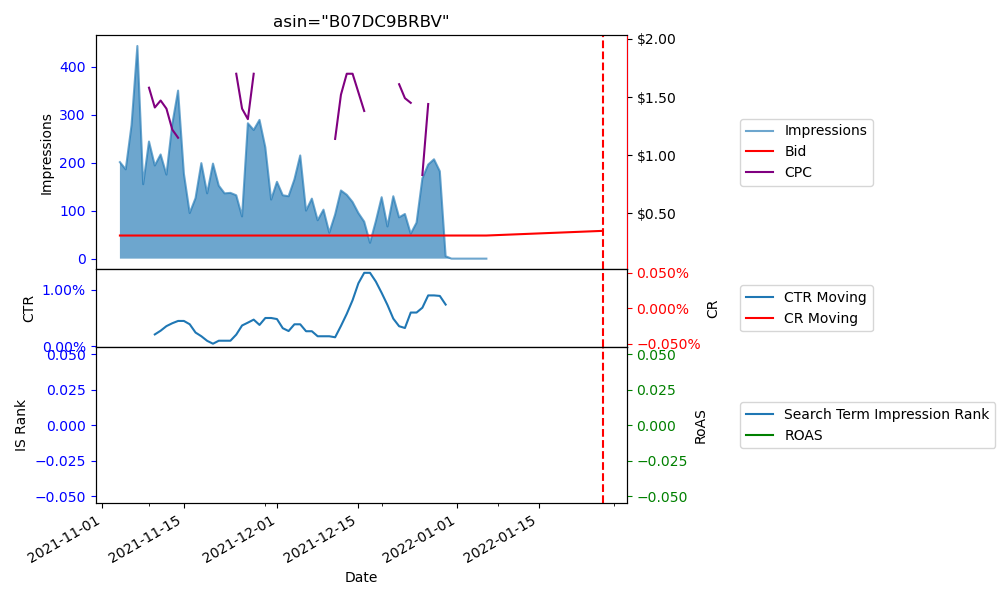 asin="B07DC9BRBV"
Impressions
400
300
200
100
0
$2.00
$1.50
$1.00
$0.50
Impressions
Bid
CPC
CTR
1.00%
0.00%
0.050%
0.000%
−0.050%
CR
CTR Moving
CR Moving
IS Rank
0.050
0.025
0.000
−0.025
−0.050
0.050
0.025
0.000
−0.025
−0.050
RoAS
Search Term Impression Rank
ROAS
2021-11-01
2021-11-15
2021-12-01
2021-12-15
2022-01-01
2022-01-15
Date